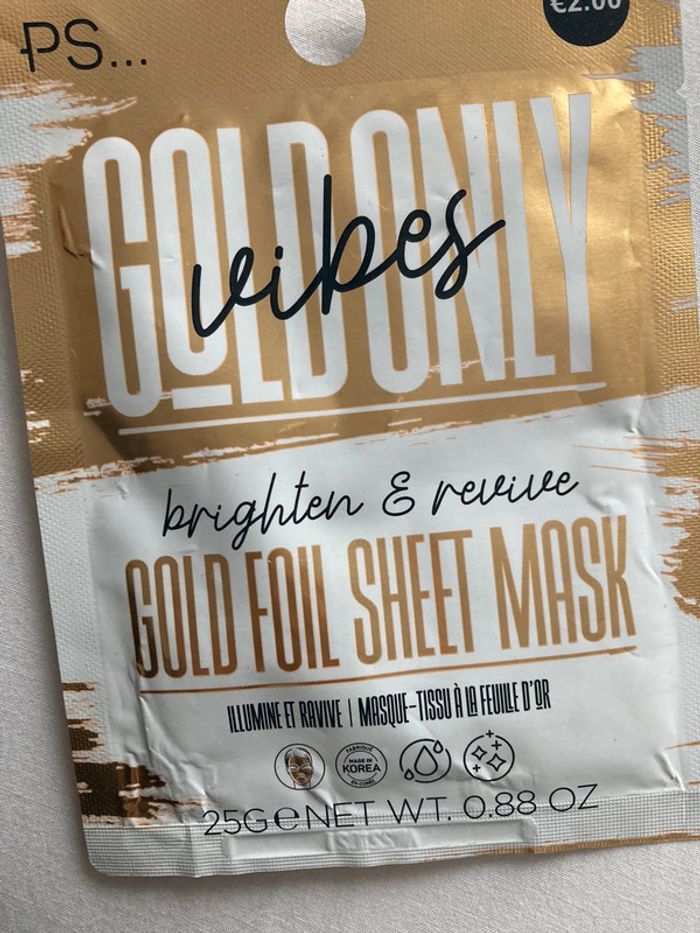 PS...
€2.00
GOLD ONLY
vibes
brighten & revive
GOLD FOIL SHEET MASK
ILLUMINE ET RAVIVE | MASQUE-TISSU À LA FEUILLE D'OR
FABRIQUÉ
MADE IN
KOREA
EN CORÉE
25G e NET WT. 0.88 OZ